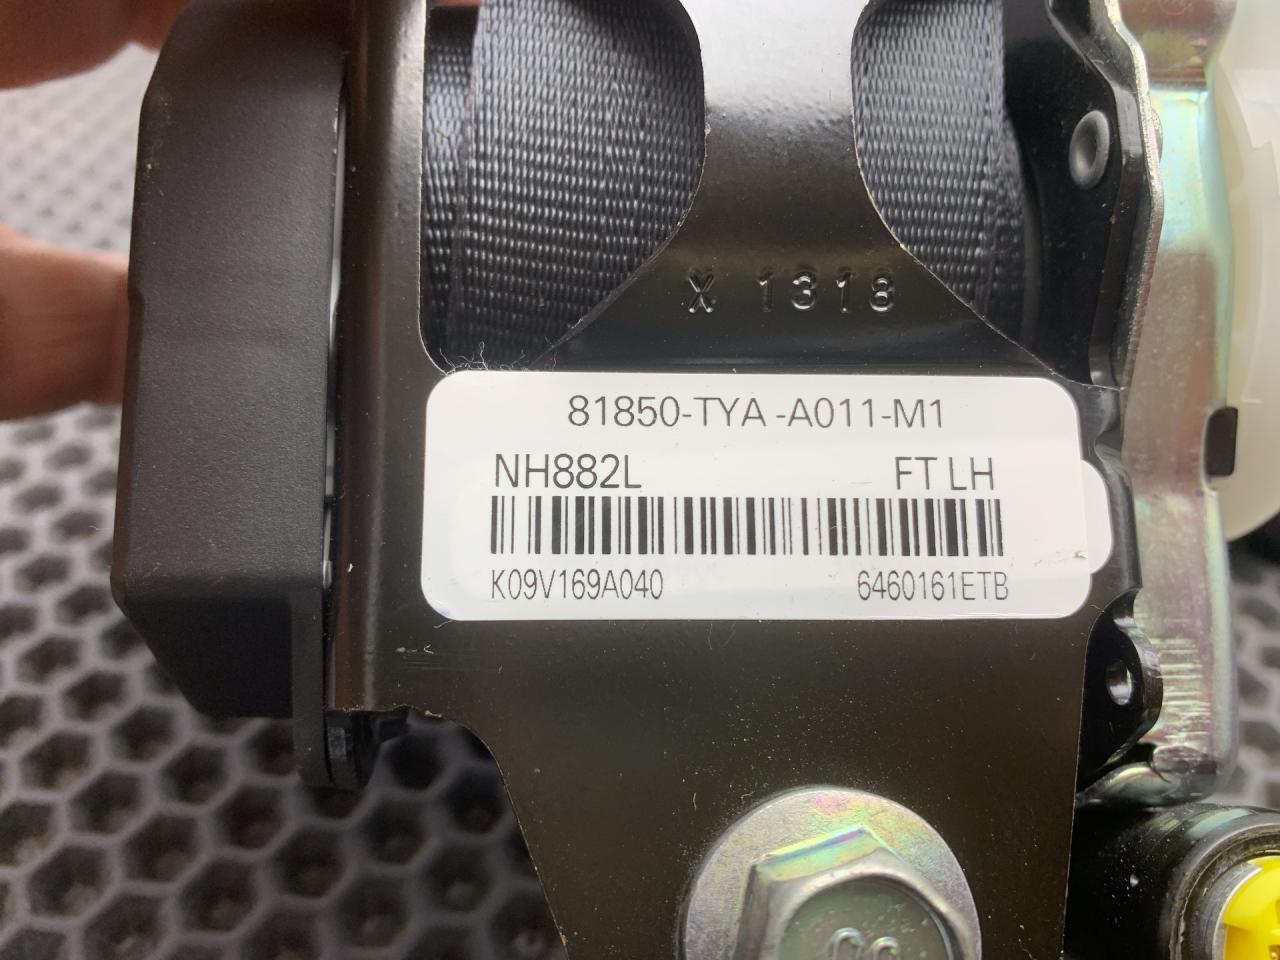 X 1318
81850-TYA -A011-M1
NH882L FT LH
K09V169A040 6460161ETB